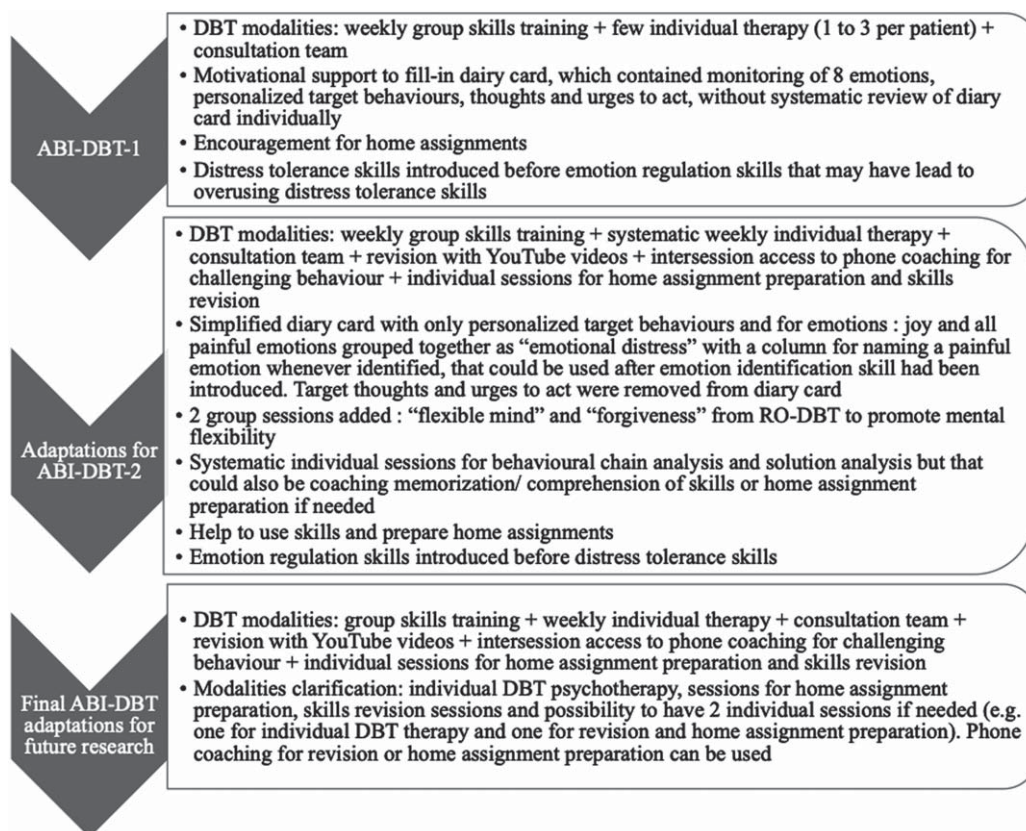 ABI-DBT-1
• DBT modalities: weekly group skills training + few individual therapy (1 to 3 per patient) +
consultation team
• Motivational support to fill-in dairy card, which contained monitoring of 8 emotions,
personalized target behaviours, thoughts and urges to act, without systematic review of diary
card individually
• Encouragement for home assignments
• Distress tolerance skills introduced before emotion regulation skills that may have lead to
overusing distress tolerance skills
Adaptations for
ABI-DBT-2
• DBT modalities: weekly group skills training + systematic weekly individual therapy +
consultation team + revision with YouTube videos + intersession access to phone coaching for
challenging behaviour + individual sessions for home assignment preparation and skills
revision
• Simplified diary card with only personalized target behaviours and for emotions : joy and all
painful emotions grouped together as “emotional distress” with a column for naming a painful
emotion whenever identified, that could be used after emotion identification skill had been
introduced. Target thoughts and urges to act were removed from diary card
• 2 group sessions added : “flexible mind” and “forgiveness” from RO-DBT to promote mental
flexibility
• Systematic individual sessions for behavioural chain analysis and solution analysis but that
could also be coaching memorization/ comprehension of skills or home assignment
preparation if needed
• Help to use skills and prepare home assignments
• Emotion regulation skills introduced before distress tolerance skills
Final ABI-DBT
adaptations for
future research
• DBT modalities: group skills training + weekly individual therapy + consultation team +
revision with YouTube videos + intersession access to phone coaching for challenging
behaviour + individual sessions for home assignment preparation and skills revision
• Modalities clarification: individual DBT psychotherapy, sessions for home assignment
preparation, skills revision sessions and possibility to have 2 individual sessions if needed (e.g.
one for individual DBT therapy and one for revision and home assignment preparation). Phone
coaching for revision or home assignment preparation can be used